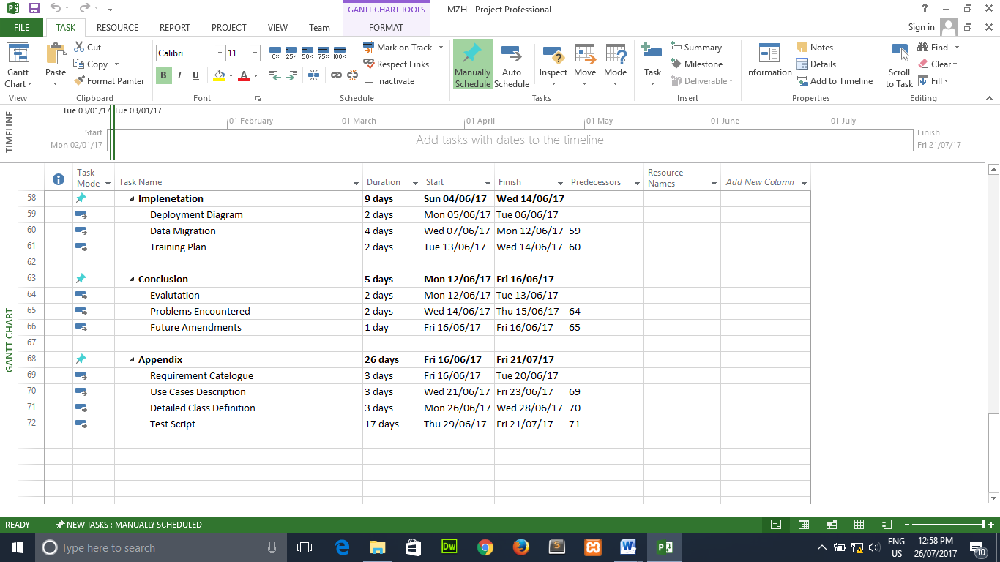 GANTT CHART TOOLS
MZH - Project Professional
FILE TASK RESOURCE REPORT PROJECT VIEW Team FORMAT Sign in
Gantt Chart
View
Paste
Cut
Copy
Format Painter
Clipboard
Calibri 11
B I U A
Font
0% 25% 50% 75% 100%
Mark on Track
Respect Links
Inactivate
Schedule
Manually Schedule
Auto Schedule
Inspect
Move
Mode
Tasks
Task
Summary
Milestone
Deliverable
Insert
Information
Notes
Details
Add to Timeline
Properties
Scroll to Task
Find
Clear
Fill
Editing
TIMELINE
Tue 03/01/17 Tue 03/01/17
01 February 01 March 01 April 01 May 01 June 01 July
Start
Mon 02/01/17
Add tasks with dates to the timeline
Finish
Fri 21/07/17
GANTT CHART
Task Mode Task Name Duration Start Finish Predecessors Resource Names Add New Column
58 Implenetation 9 days Sun 04/06/17 Wed 14/06/17
59 Deployment Diagram 2 days Mon 05/06/17 Tue 06/06/17
60 Data Migration 4 days Wed 07/06/17 Mon 12/06/17 59
61 Training Plan 2 days Tue 13/06/17 Wed 14/06/17 60
62
63 Conclusion 5 days Mon 12/06/17 Fri 16/06/17
64 Evalutation 2 days Mon 12/06/17 Tue 13/06/17
65 Problems Encountered 2 days Wed 14/06/17 Thu 15/06/17 64
66 Future Amendments 1 day Fri 16/06/17 Fri 16/06/17 65
67
68 Appendix 26 days Fri 16/06/17 Fri 21/07/17
69 Requirement Catelogue 3 days Fri 16/06/17 Tue 20/06/17
70 Use Cases Description 3 days Wed 21/06/17 Fri 23/06/17 69
71 Detailed Class Definition 3 days Mon 26/06/17 Wed 28/06/17 70
72 Test Script 17 days Thu 29/06/17 Fri 21/07/17 71
READY NEW TASKS : MANUALLY SCHEDULED
Type here to search
Dw
ENG
US
12:58 PM
26/07/2017
10